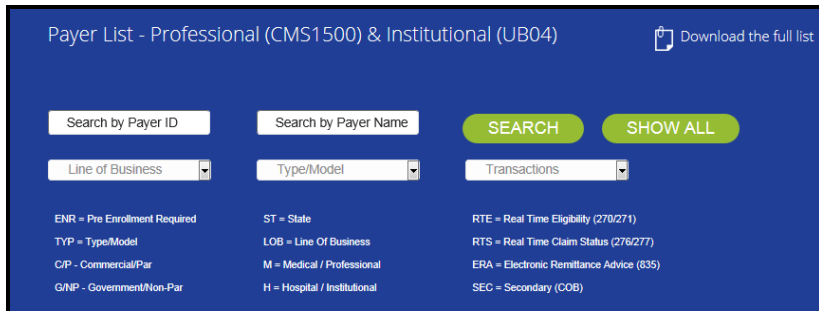 Payer List - Professional (CMS1500) & Institutional (UB04)
Download the full list
Search by Payer ID
Search by Payer Name
SEARCH
SHOW ALL
Line of Business
Type/Model
Transactions
ENR = Pre Enrollment Required
ST = State
RTE = Real Time Eligibility (270/271)
TYP = Type/Model
LOB = Line Of Business
RTS = Real Time Claim Status (276/277)
C/P - Commercial/Par
M = Medical / Professional
ERA = Electronic Remittance Advice (835)
G/NP - Government/Non-Par
H = Hospital / Institutional
SEC = Secondary (COB)